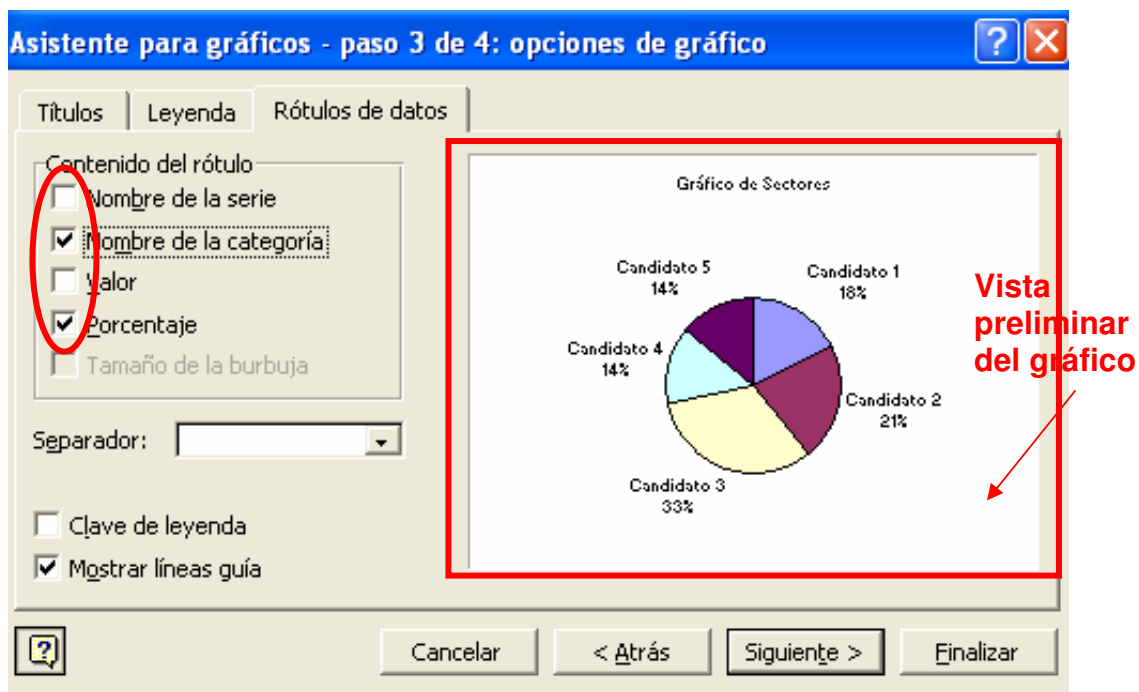 Asistente para gráficos - paso 3 de 4: opciones de gráfico
Títulos
Leyenda
Rótulos de datos
Contenido del rótulo
Nombre de la serie
Nombre de la categoría
Valor
Porcentaje
Tamaño de la burbuja
Separador:
Clave de leyenda
Mostrar líneas guía
Gráfico de Sectores
Candidato 5
14%
Candidato 1
18%
Candidato 4
14%
Candidato 2
21%
Candidato 3
33%
Vista
preliminar
del gráfico
Cancelar
< Atrás
Siguiente >
Finalizar